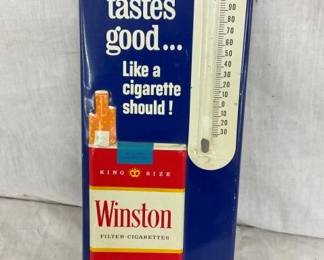 tastes
good...
Like a
cigarette
should!
KING SIZE
Winston
FILTER-CIGARETTES
90
80
70
60
50
40
30
20
10
0
10
20
30